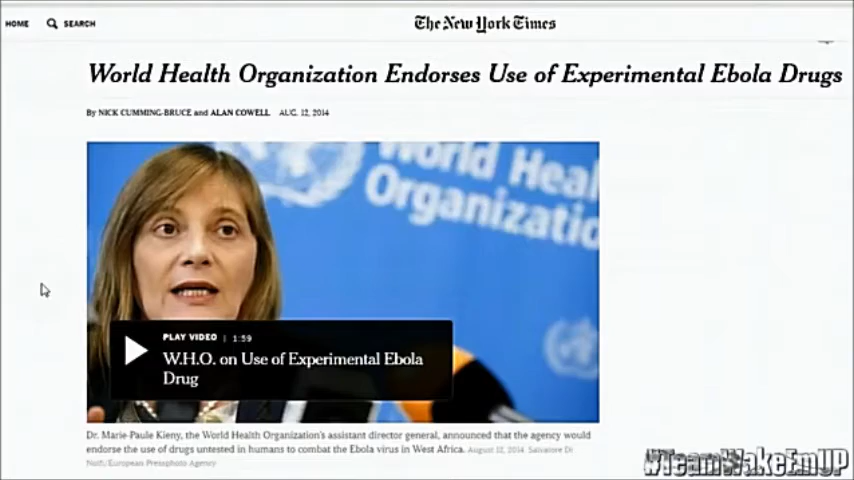 HOME SEARCH The New York Times
World Health Organization Endorses Use of Experimental Ebola Drugs
By NICK CUMMING-BRUCE and ALAN COWELL AUG. 12, 2014
World Heal
Organizatio
PLAY VIDEO | 1:59
W.H.O. on Use of Experimental Ebola
Drug
Dr. Marie-Paule Kieny, the World Health Organization's assistant director general, announced that the agency would
endorse the use of drugs untested in humans to combat the Ebola virus in West Africa. August 12, 2014. Salvatore Di
Nolfi/European Pressphoto Agency
#TeamWakeEmUP